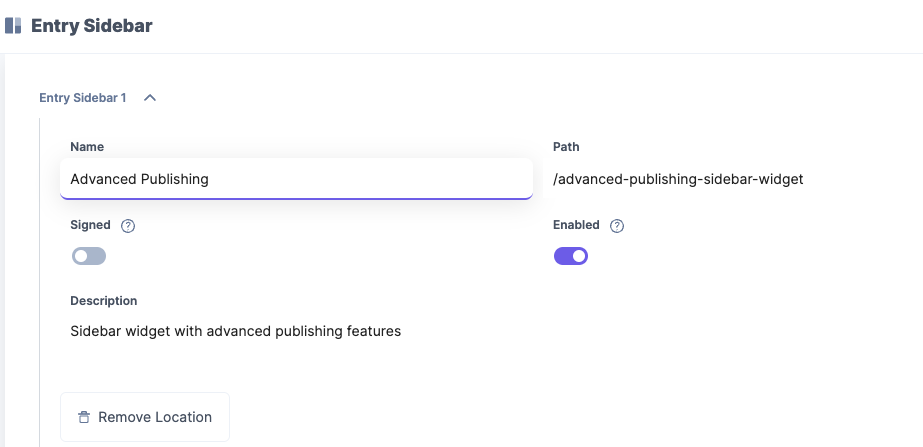 Entry Sidebar
Entry Sidebar 1
Name
Path
Advanced Publishing
/advanced-publishing-sidebar-widget
Signed ?
Enabled ?
Description
Sidebar widget with advanced publishing features
Remove Location